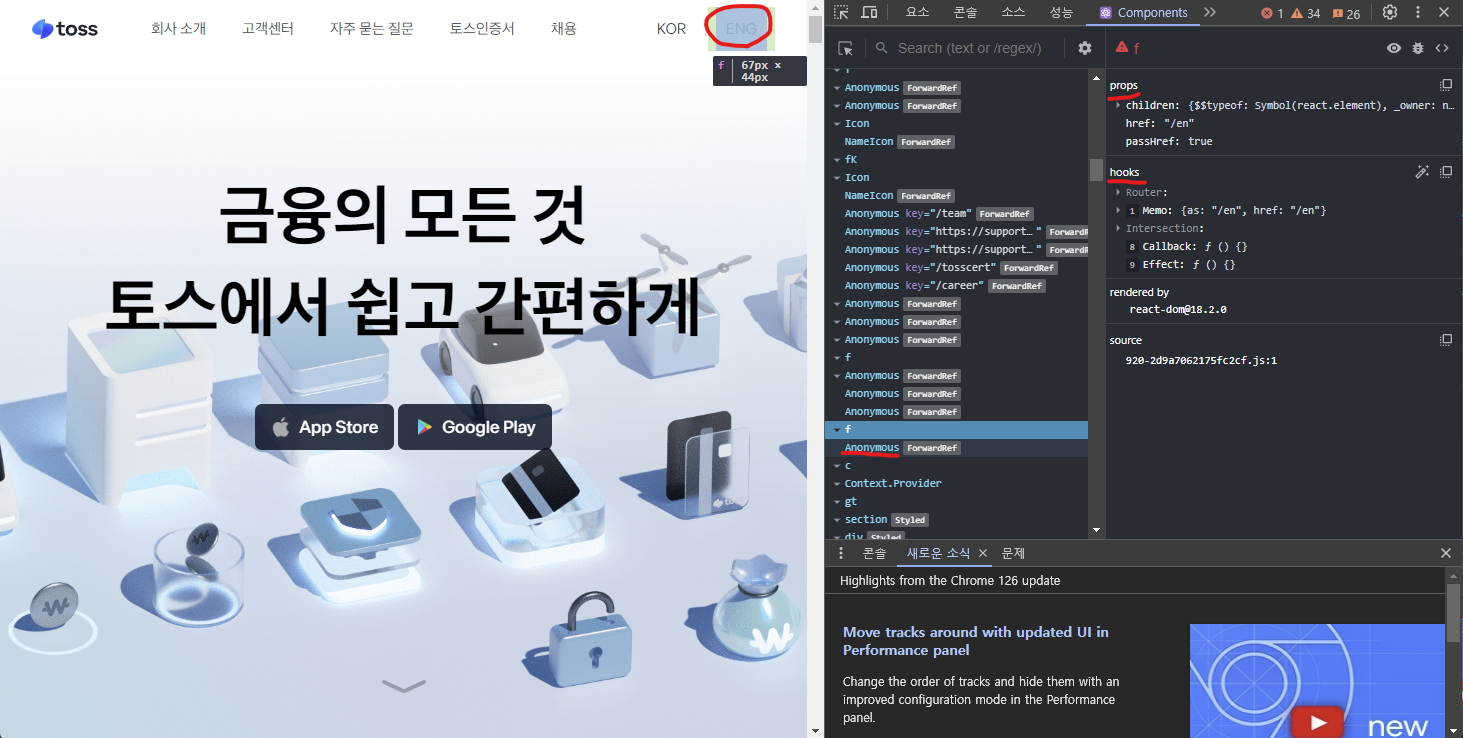 toss
회사 소개
고객센터
자주 묻는 질문
토스인증서
채용
KOR
ENG
f
67px ×
44px
금융의 모든 것
토스에서 쉽고 간편하게
App Store
Google Play
요소
콘솔
소스
성능
Components
1
34
26
Search (text or /regex/)
f
Anonymous ForwardRef
Anonymous ForwardRef
Icon
NameIcon ForwardRef
fK
Icon
NameIcon ForwardRef
Anonymous key="/team" ForwardRef
Anonymous key="https://support… " ForwardR
Anonymous key="https://support… " ForwardR
Anonymous key="/tosscert" ForwardRef
Anonymous key="/career" ForwardRef
Anonymous ForwardRef
Anonymous ForwardRef
Anonymous ForwardRef
f
Anonymous ForwardRef
Anonymous ForwardRef
Anonymous ForwardRef
f
Anonymous ForwardRef
c
Context.Provider
gt
section Styled
div Styled
f
props
children: {$$typeof: Symbol(react.element), _owner: n…
href: "/en"
passHref: true
hooks
Router:
1 Memo: {as: "/en", href: "/en"}
Intersection:
8 Callback: ƒ () {}
9 Effect: ƒ () {}
rendered by
react-dom@18.2.0
source
920-2d9a7062175fc2cf.js:1
콘솔
새로운 소식
문제
Highlights from the Chrome 126 update
Move tracks around with updated UI in
Performance panel
Change the order of tracks and hide them with an
improved configuration mode in the Performance
panel.
new